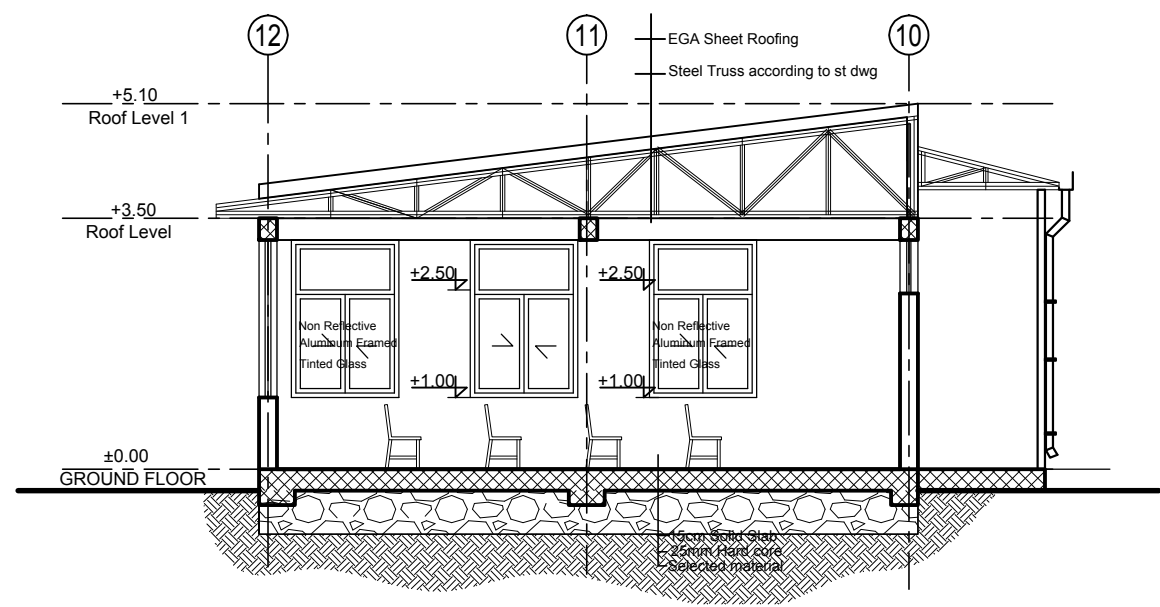 12
11
10
EGA Sheet Roofing
Steel Truss according to st dwg
+5.10
Roof Level 1
+3.50
Roof Level
+2.50
+2.50
Non Reflective
Aluminum Framed
Tinted Glass
Non Reflective
Aluminum Framed
Tinted Glass
+1.00
+1.00
±0.00
GROUND FLOOR
15cm Solid Slab
25mm Hard core
Selected material